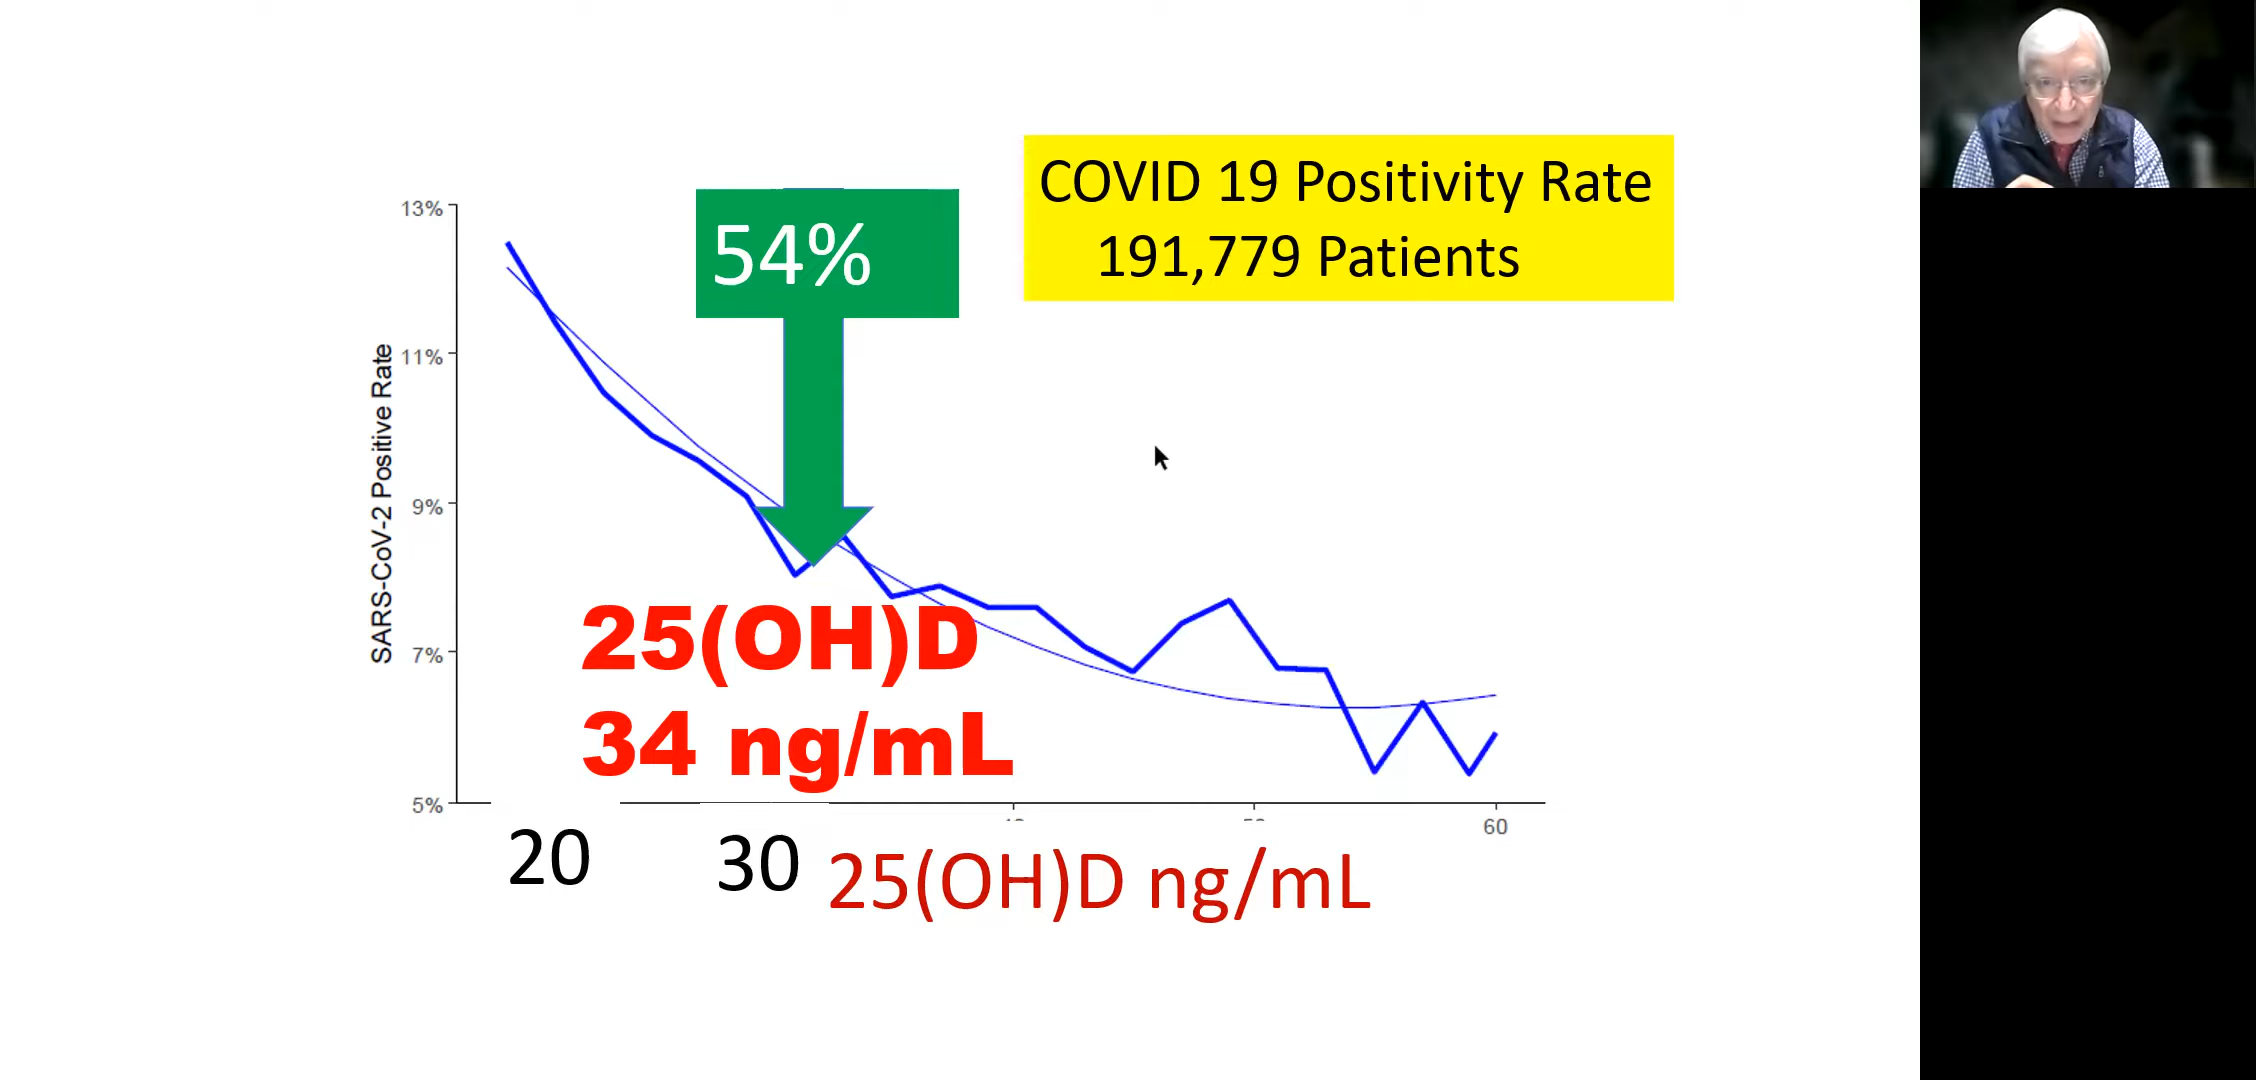 COVID 19 Positivity Rate
191,779 Patients
54%
13%
11%
9%
7%
5%
SARS-CoV-2 Positive Rate
25(OH)D
34 ng/mL
60
20
30
25(OH)D ng/mL